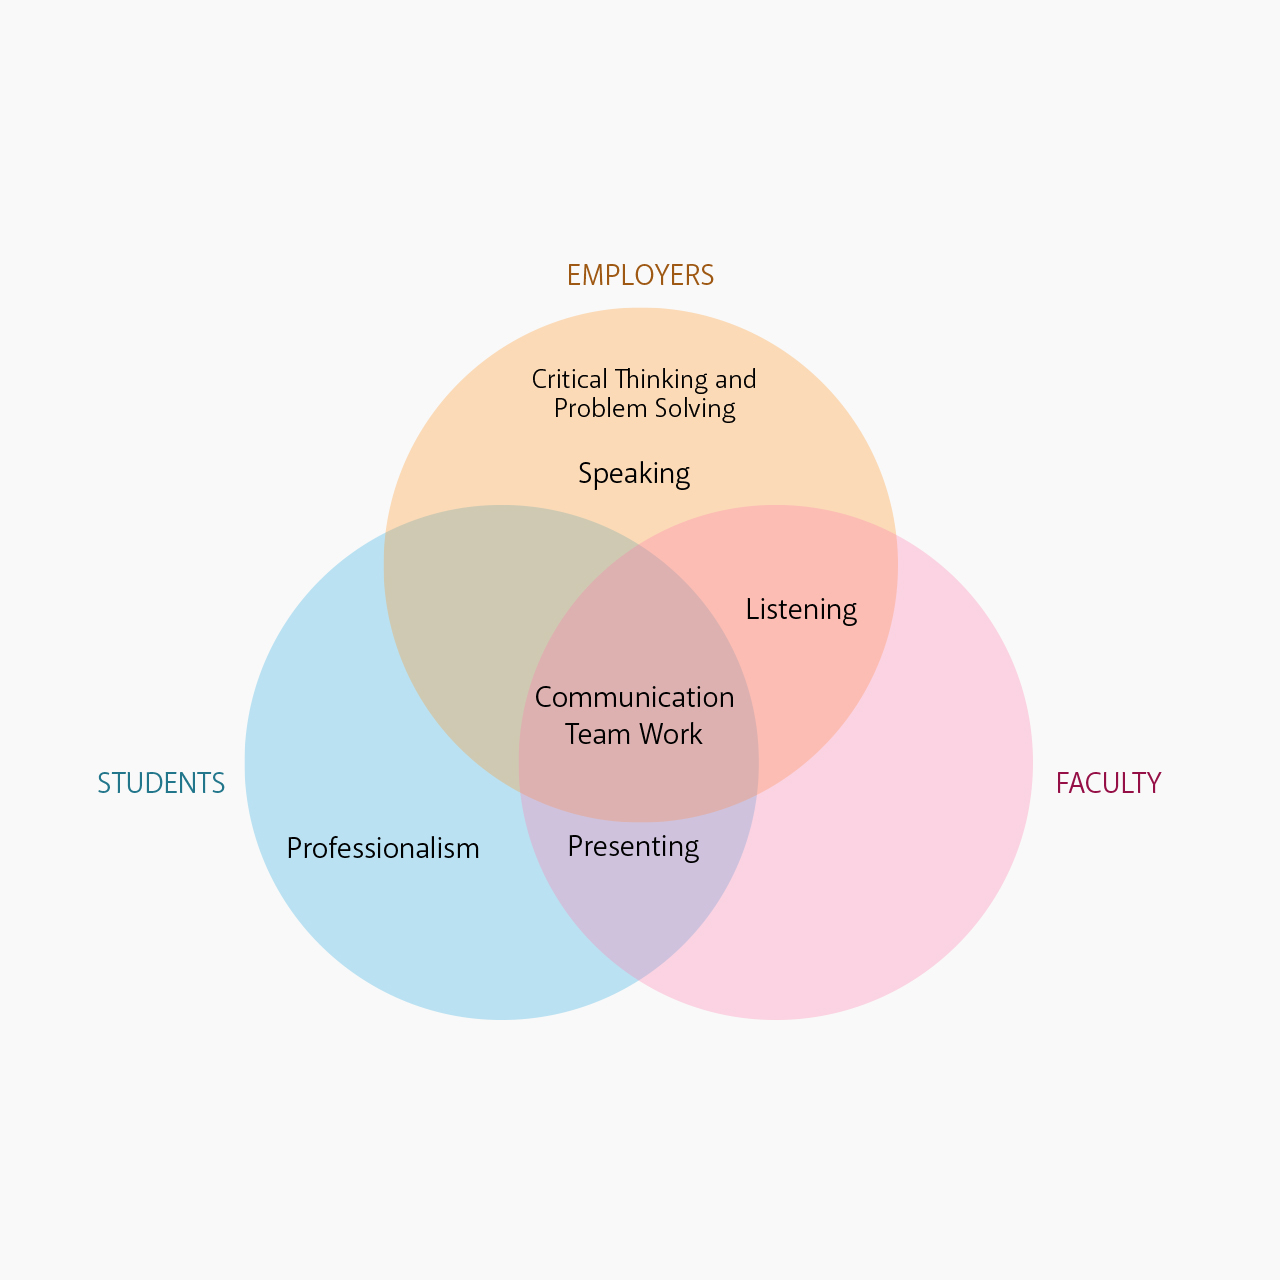 EMPLOYERS
Critical Thinking and
Problem Solving
Speaking
Listening
Communication
Team Work
STUDENTS
FACULTY
Professionalism
Presenting